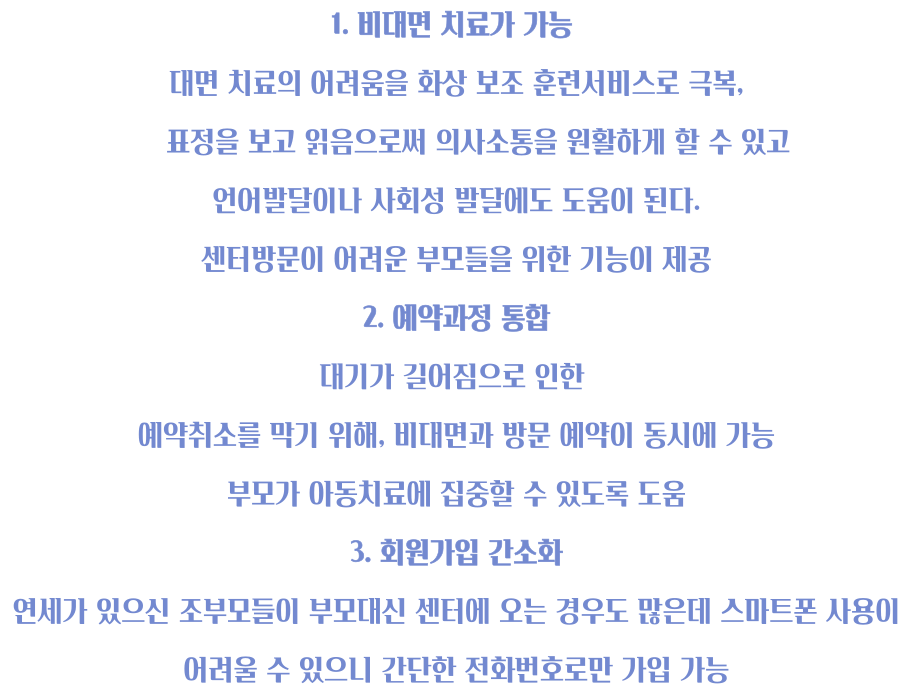 1. 비대면 치료가 가능
대면 치료의 어려움을 화상 보조 훈련서비스로 극복,
표정을 보고 읽음으로써 의사소통을 원활하게 할 수 있고
언어발달이나 사회성 발달에도 도움이 된다.
센터방문이 어려운 부모들을 위한 기능이 제공
2. 예약과정 통합
대기가 길어짐으로 인한
예약취소를 막기 위해, 비대면과 방문 예약이 동시에 가능
부모가 아동치료에 집중할 수 있도록 도움
3. 회원가입 간소화
연세가 있으신 조부모들이 부모대신 센터에 오는 경우도 많은데 스마트폰 사용이
어려울 수 있으니 간단한 전화번호로만 가입 가능